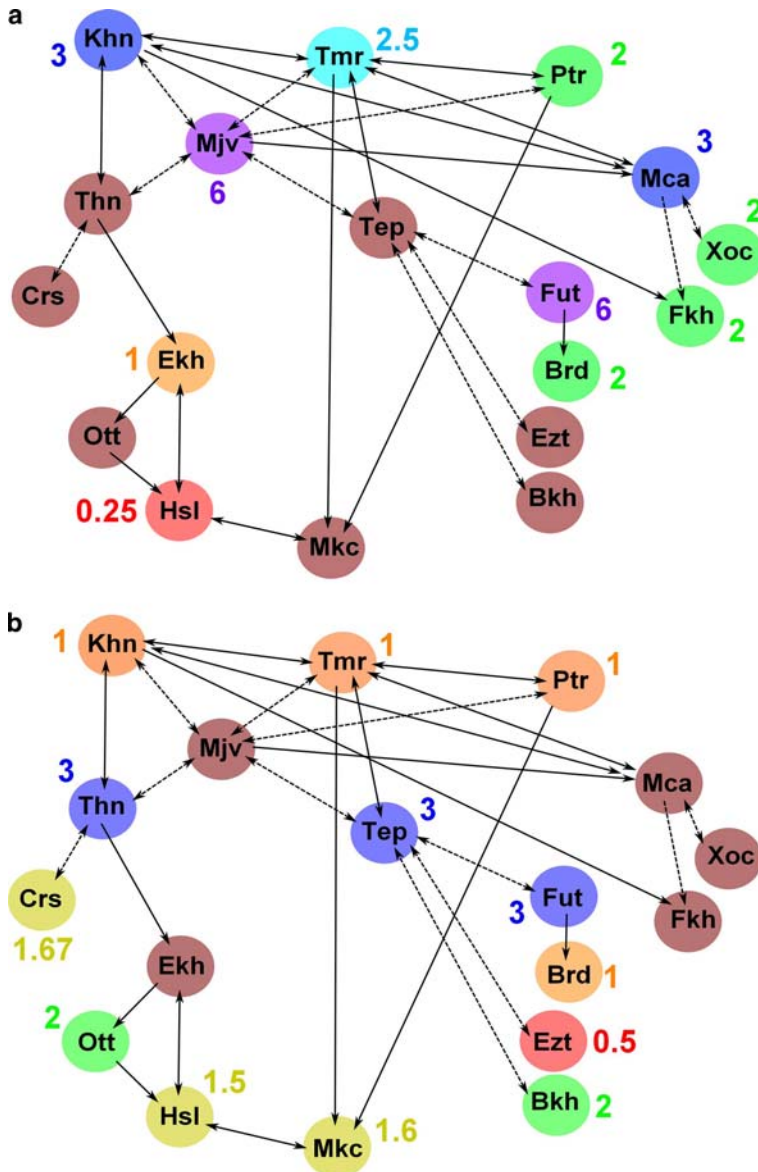 a
Khn
3
Tmr
2.5
Ptr
2
Mjv
6
Mca
3
Thn
Tep
Xoc
2
Crs
Fut
6
Fkh
2
Ekh
1
Brd
2
Ott
Ezt
Hsl
0.25
Bkh
Mkc
b
1
Khn
Tmr
1
Ptr
1
Mjv
Mca
3
Thn
Tep
3
Xoc
Crs
1.67
Fut
3
Fkh
Ekh
Brd
1
2
Ott
Ezt
0.5
Hsl
1.5
Bkh
2
Mkc
1.6